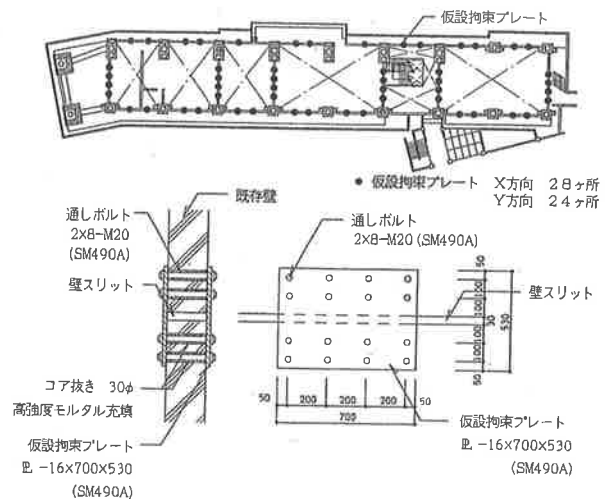 仮設拘束プレート
● 仮設拘束プレート X方向 28ヶ所
Y方向 24ヶ所
既存壁
通しボルト
2X8-M20
(SM490A)
壁スリット
コア抜き 30φ
高強度モルタル充填
仮設拘束プレート
PL -16×700×530
(SM490A)
通しボルト
2X8-M20 (SM490A)
壁スリット
50
100
100
30
100
100
50
530
50 200 200 200 50
700
仮設拘束プレート
PL -16×700×530
(SM490A)